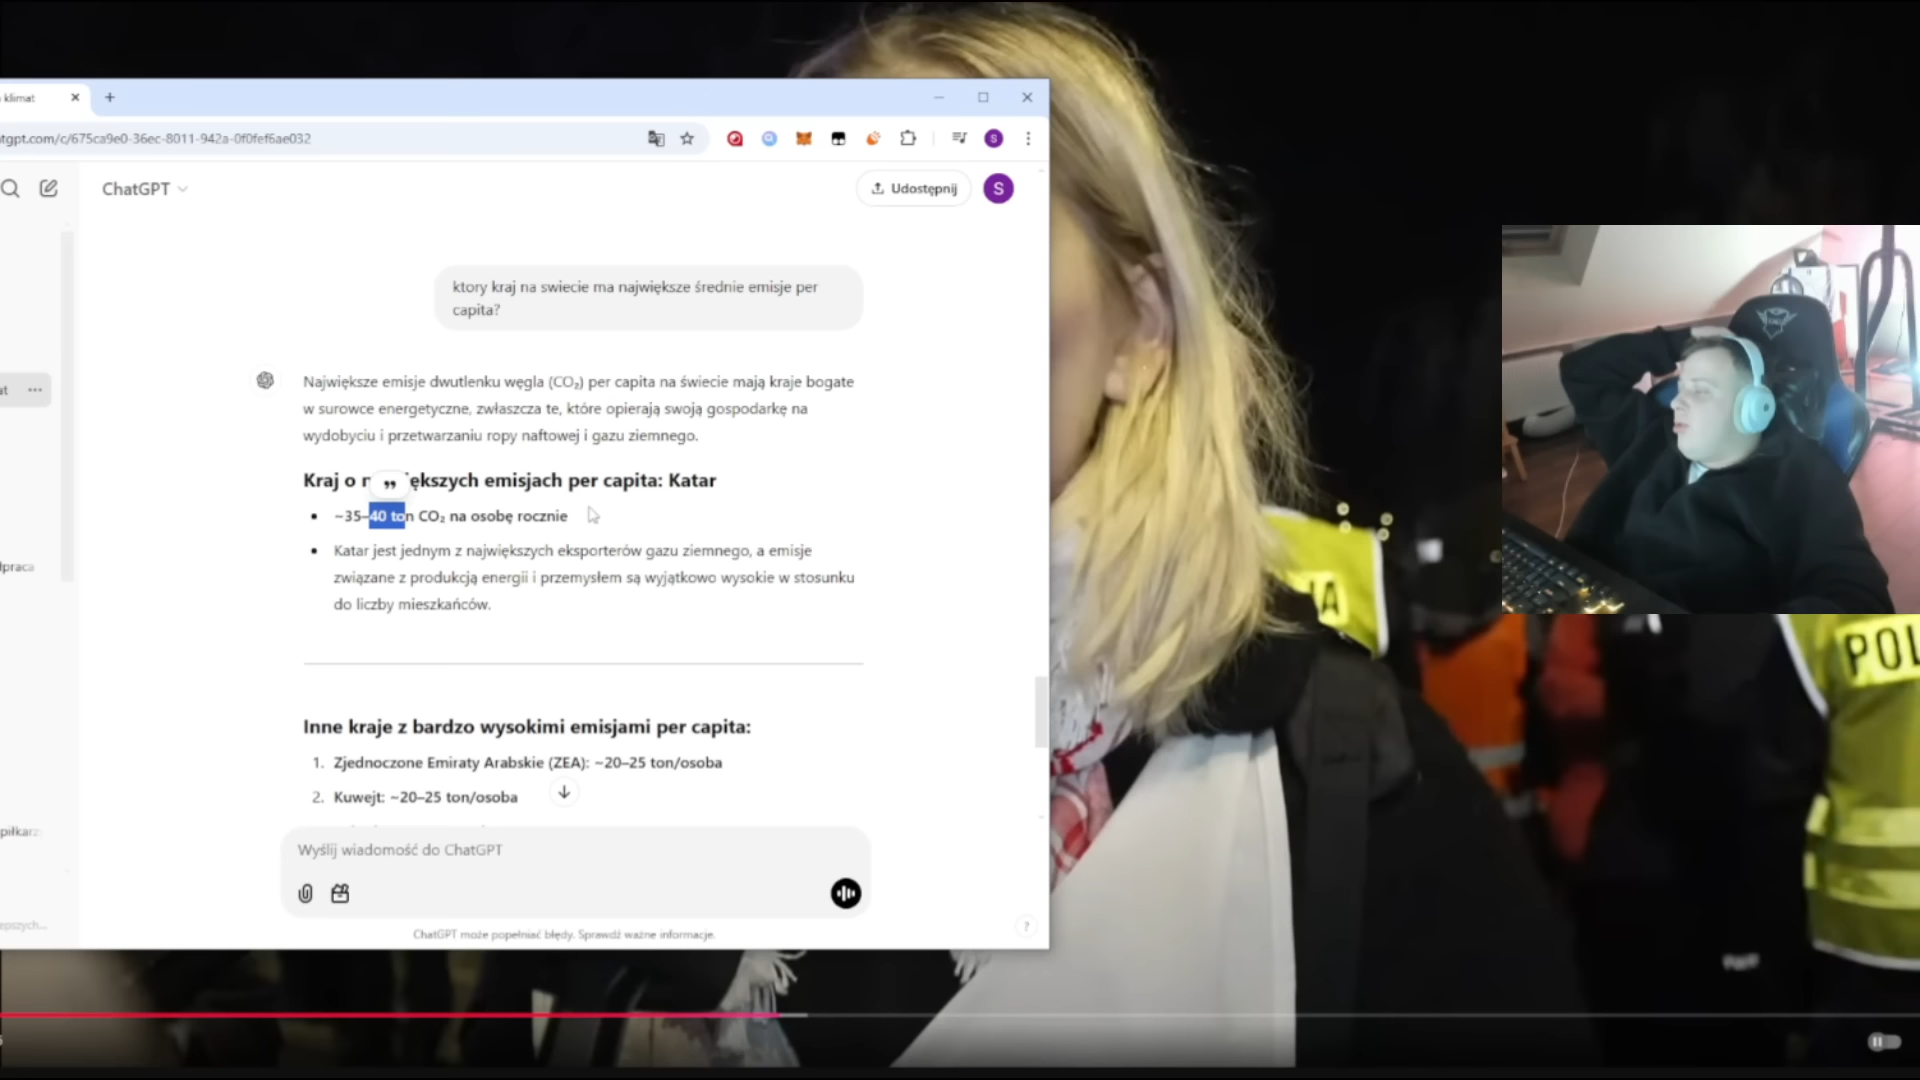 klimat
tgpt.com/c/675ca9e0-36ec-8011-942a-0f0fef6ae032
S
ChatGPT
Udostępnij
S
ktory kraj na swiecie ma największe średnie emisje per
capita?
Największe emisje dwutlenku węgla (CO₂) per capita na świecie mają kraje bogate
w surowce energetyczne, zwłaszcza te, które opierają swoją gospodarkę na
wydobyciu i przetwarzaniu ropy naftowej i gazu ziemnego.
Kraj o n ększych emisjach per capita: Katar
• ~35–40 ton CO₂ na osobę rocznie
• Katar jest jednym z największych eksporterów gazu ziemnego, a emisje
związane z produkcją energii i przemysłem są wyjątkowo wysokie w stosunku
do liczby mieszkańców.
Inne kraje z bardzo wysokimi emisjami per capita:
1. Zjednoczone Emiraty Arabskie (ZEA): ~20–25 ton/osoba
2. Kuwejt: ~20–25 ton/osoba
Wyślij wiadomość do ChatGPT
ChatGPT może popełniać błędy. Sprawdź ważne informacje.
?
at
praca
piłkarz
epszych...
JA
POL